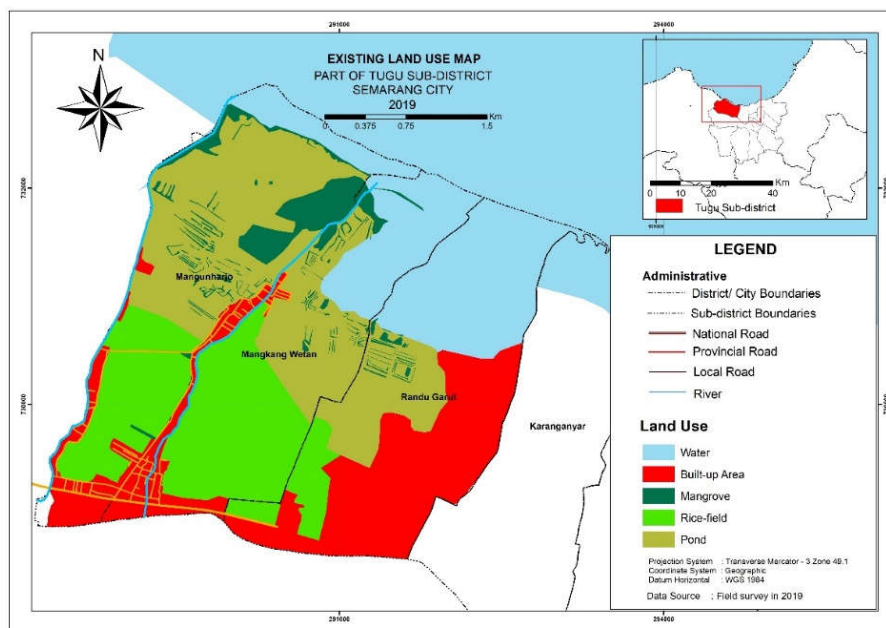 291000
294000
EXISTING LAND USE MAP
PART OF TUGU SUB-DISTRICT
SEMARANG CITY
2019
Km
0 0.375 0.75 1.5
N
Km
0 10 20 40
Tugu Sub-district
Mangunharjo
Mangkang Wetan
Randu Garut
Karanganyar
LEGEND
Administrative
District/ City Boundaries
Sub-district Boundaries
National Road
Provincial Road
Local Road
River
Land Use
Water
Built-up Area
Mangrove
Rice-field
Pond
Projection System : Transverse Mercator - 3 Zone 49.1
Coordinate System : Geographic
Datum Horizontal : WGS 1984
Data Source : Field survey in 2019
291000
294000